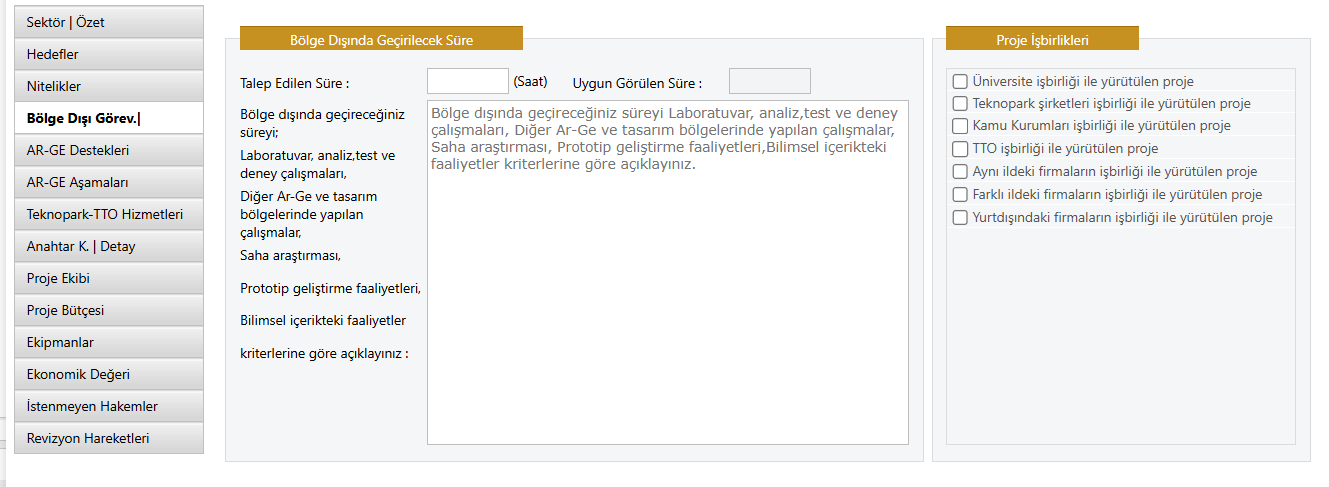 Sektör | Özet
Hedefler
Nitelikler
Bölge Dışı Görev.|
AR-GE Destekleri
AR-GE Aşamaları
Teknopark-TTO Hizmetleri
Anahtar K. | Detay
Proje Ekibi
Proje Bütçesi
Ekipmanlar
Ekonomik Değeri
İstenmeyen Hakemler
Revizyon Hareketleri
Bölge Dışında Geçirilecek Süre
Talep Edilen Süre :
(Saat)
Uygun Görülen Süre :
Bölge dışında geçireceğiniz
süreyi;
Laboratuvar, analiz,test ve
deney çalışmaları,
Diğer Ar-Ge ve tasarım
bölgelerinde yapılan
çalışmalar,
Saha araştırması,
Prototip geliştirme faaliyetleri,
Bilimsel içerikteki faaliyetler
kriterlerine göre açıklayınız :
Bölge dışında geçireceğiniz süreyi Laboratuvar, analiz,test ve deney
çalışmaları, Diğer Ar-Ge ve tasarım bölgelerinde yapılan çalışmalar,
Saha araştırması, Prototip geliştirme faaliyetleri,Bilimsel içerikteki
faaliyetler kriterlerine göre açıklayınız.
Proje İşbirlikleri
Üniversite işbirliği ile yürütülen proje
Teknopark şirketleri işbirliği ile yürütülen proje
Kamu Kurumları işbirliği ile yürütülen proje
TTO işbirliği ile yürütülen proje
Aynı ildeki firmaların işbirliği ile yürütülen proje
Farklı ildeki firmaların işbirliği ile yürütülen proje
Yurtdışındaki firmaların işbirliği ile yürütülen proje